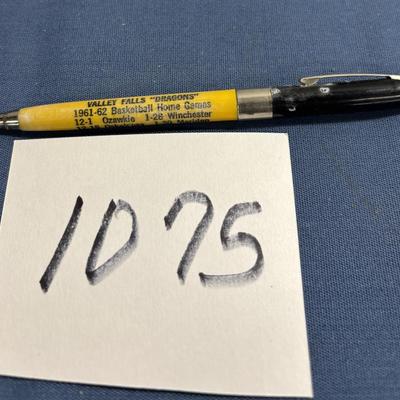 VALLEY FALLS "DRAGONS"
1961-62 Basketball Home Games
12-1 Ozawkie 1-26 Winchester
1075